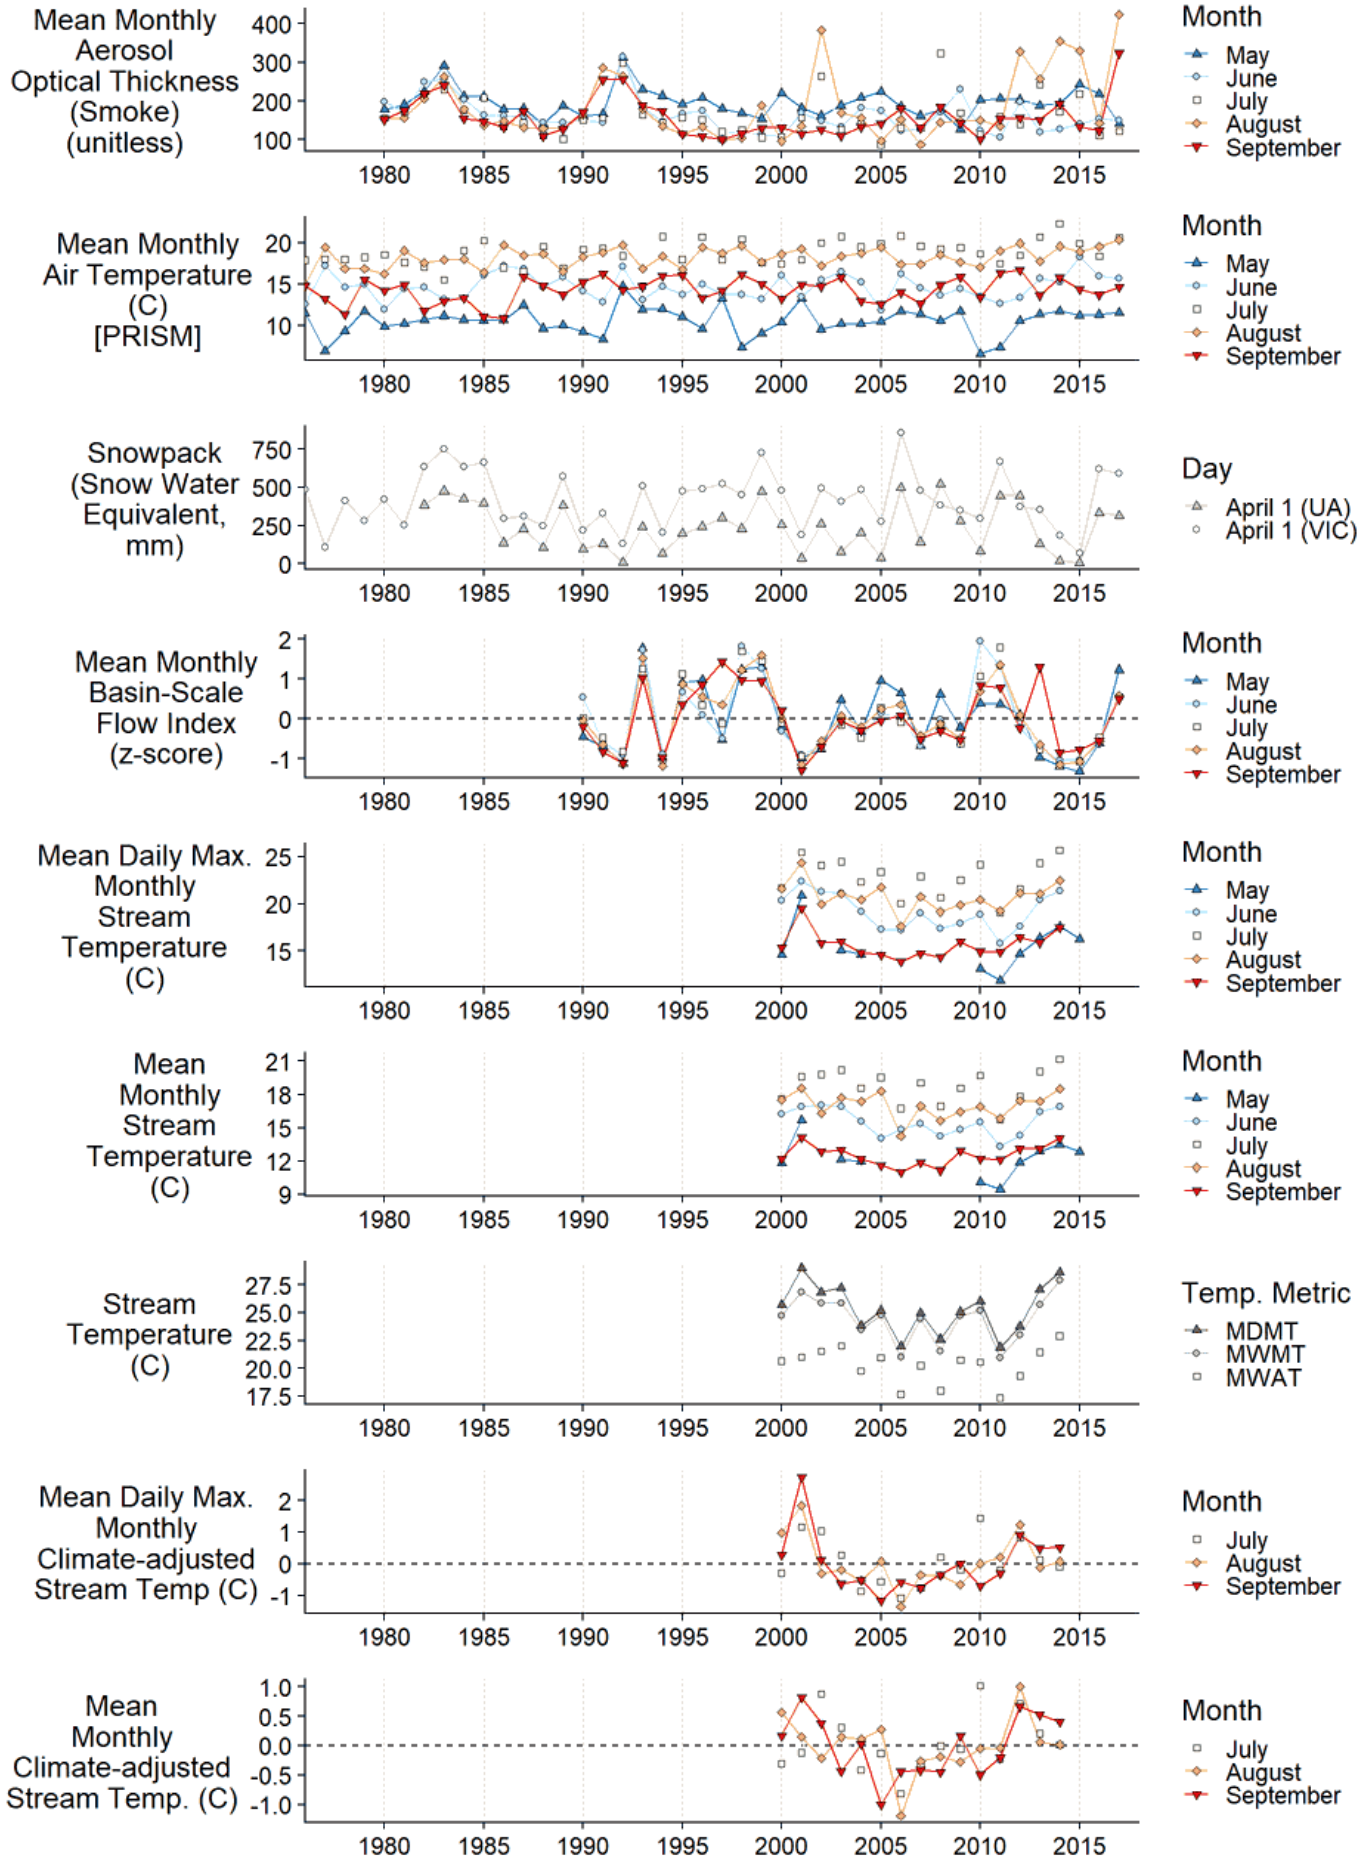 Mean Monthly
Aerosol
Optical Thickness
(Smoke)
(unitless)
400
300
200
100
1980 1985 1990 1995 2000 2005 2010 2015
Month
May
June
July
August
September
Mean Monthly
Air Temperature
(C)
[PRISM]
20
15
10
1980 1985 1990 1995 2000 2005 2010 2015
Month
May
June
July
August
September
Snowpack
(Snow Water
Equivalent,
mm)
750
500
250
0
1980 1985 1990 1995 2000 2005 2010 2015
Day
April 1 (UA)
April 1 (VIC)
Mean Monthly
Basin-Scale
Flow Index
(z-score)
2
1
0
-1
1980 1985 1990 1995 2000 2005 2010 2015
Month
May
June
July
August
September
Mean Daily Max.
Monthly
Stream
Temperature
(C)
25
20
15
1980 1985 1990 1995 2000 2005 2010 2015
Month
May
June
July
August
September
Mean
Monthly
Stream
Temperature
(C)
21
18
15
12
9
1980 1985 1990 1995 2000 2005 2010 2015
Month
May
June
July
August
September
Stream
Temperature
(C)
27.5
25.0
22.5
20.0
17.5
1980 1985 1990 1995 2000 2005 2010 2015
Temp. Metric
MDMT
MWMT
MWAT
Mean Daily Max.
Monthly
Climate-adjusted
Stream Temp (C)
2
1
0
-1
1980 1985 1990 1995 2000 2005 2010 2015
Month
July
August
September
Mean
Monthly
Climate-adjusted
Stream Temp. (C)
1.0
0.5
0.0
-0.5
-1.0
1980 1985 1990 1995 2000 2005 2010 2015
Month
July
August
September